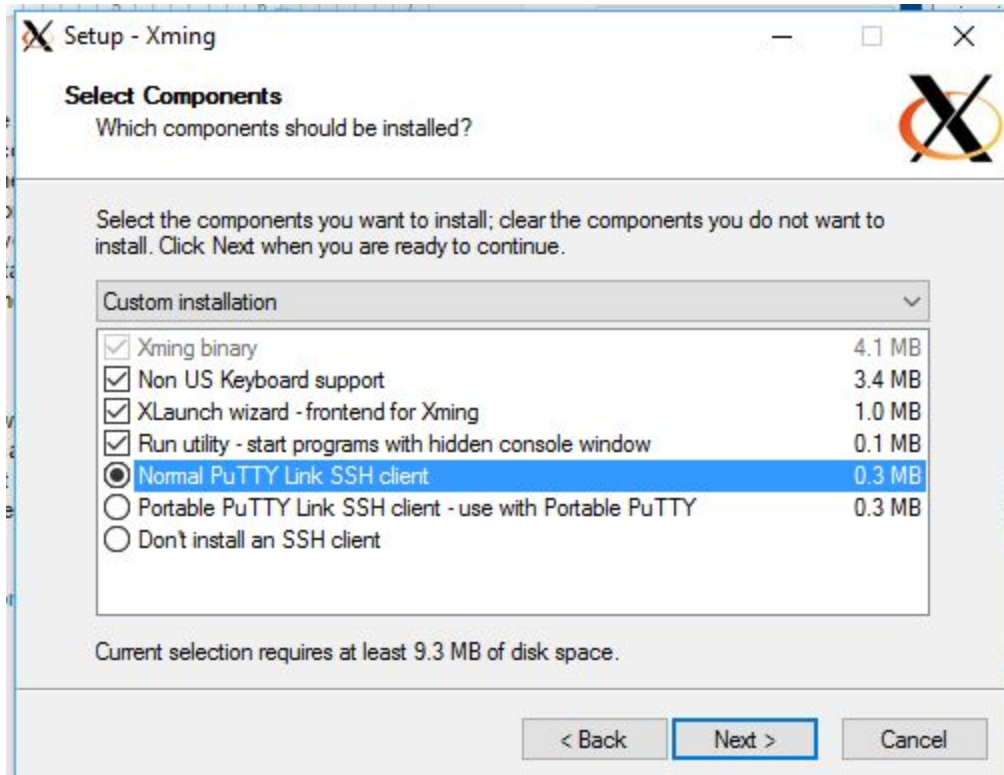 Setup - Xming
Select Components
Which components should be installed?
Select the components you want to install; clear the components you do not want to
install. Click Next when you are ready to continue.
Custom installation
Xming binary 4.1 MB
Non US Keyboard support 3.4 MB
XLaunch wizard - frontend for Xming 1.0 MB
Run utility - start programs with hidden console window 0.1 MB
Normal PuTTY Link SSH client 0.3 MB
Portable PuTTY Link SSH client - use with Portable PuTTY 0.3 MB
Don't install an SSH client
Current selection requires at least 9.3 MB of disk space.
< Back Next > Cancel